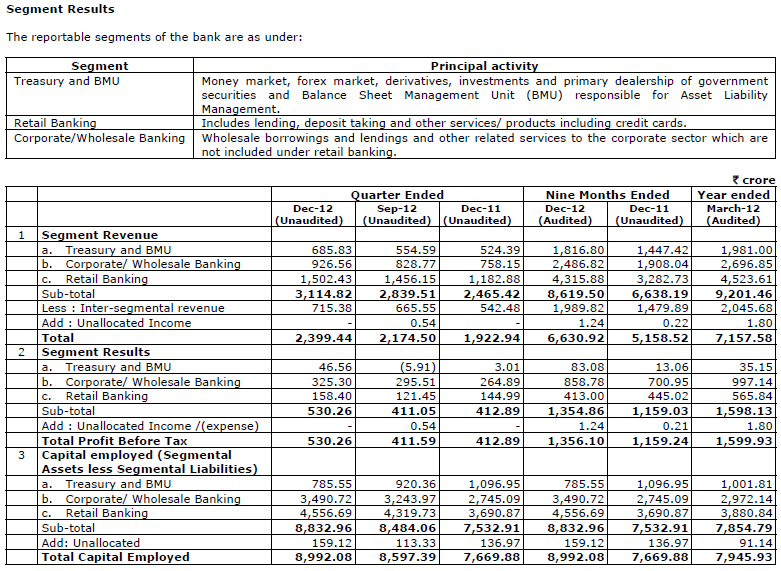 Segment Results
The reportable segments of the bank are as under:
Segment Principal activity
Treasury and BMU Money market, forex market, derivatives, investments and primary dealership of government
securities and Balance Sheet Management Unit (BMU) responsible for Asset Liability
Management.
Retail Banking Includes lending, deposit taking and other services/ products including credit cards.
Corporate/Wholesale Banking Wholesale borrowings and lendings and other related services to the corporate sector which are
not included under retail banking.
₹ crore
Quarter Ended Nine Months Ended Year ended
Dec-12 Sep-12 Dec-11 Dec-12 Dec-11 March-12
(Unaudited) (Unaudited) (Unaudited) (Audited) (Unaudited) (Audited)
1 Segment Revenue
a. Treasury and BMU 685.83 554.59 524.39 1,816.80 1,447.42 1,981.00
b. Corporate/ Wholesale Banking 926.56 828.77 758.15 2,486.82 1,908.04 2,696.85
c. Retail Banking 1,502.43 1,456.15 1,182.88 4,315.88 3,282.73 4,523.61
Sub-total 3,114.82 2,839.51 2,465.42 8,619.50 6,638.19 9,201.46
Less : Inter-segmental revenue 715.38 665.55 542.48 1,989.82 1,479.89 2,045.68
Add : Unallocated Income - 0.54 - 1.24 0.22 1.80
Total 2,399.44 2,174.50 1,922.94 6,630.92 5,158.52 7,157.58
2 Segment Results
a. Treasury and BMU 46.56 (5.91) 3.01 83.08 13.06 35.15
b. Corporate/ Wholesale Banking 325.30 295.51 264.89 858.78 700.95 997.14
c. Retail Banking 158.40 121.45 144.99 413.00 445.02 565.84
Sub-total 530.26 411.05 412.89 1,354.86 1,159.03 1,598.13
Add : Unallocated Income /(expense) - 0.54 - 1.24 0.21 1.80
Total Profit Before Tax 530.26 411.59 412.89 1,356.10 1,159.24 1,599.93
3 Capital employed (Segmental
Assets less Segmental Liabilities)
a. Treasury and BMU 785.55 920.36 1,096.95 785.55 1,096.95 1,001.81
b. Corporate/ Wholesale Banking 3,490.72 3,243.97 2,745.09 3,490.72 2,745.09 2,972.14
c. Retail Banking 4,556.69 4,319.73 3,690.87 4,556.69 3,690.87 3,880.84
Sub-total 8,832.96 8,484.06 7,532.91 8,832.96 7,532.91 7,854.79
Add: Unallocated 159.12 113.33 136.97 159.12 136.97 91.14
Total Capital Employed 8,992.08 8,597.39 7,669.88 8,992.08 7,669.88 7,945.93